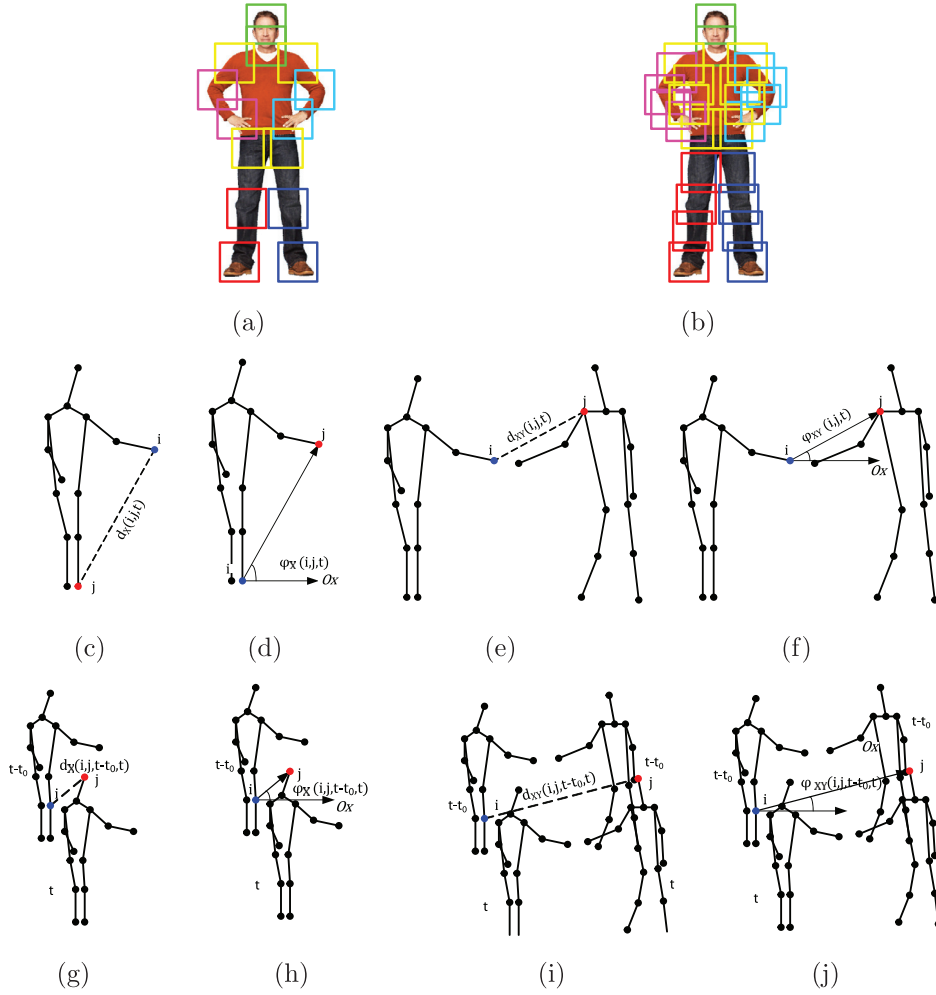 (a)
(b)
i
dX(i,j,t)
j
(c)
j
i
φX(i,j,t)
Ox
(d)
i
dXY(i,j,t)
j
(e)
i
φXY(i,j,t)
j
Ox
(f)
t-t0
dX(i,j,t-t0,t)
j
j
t
(g)
t-t0
j
i
φX(i,j,t-t0,t)
Ox
t
(h)
t-t0
t-t0
i
dXY(i,j,t-t0,t)
j
t
t
(i)
Ox
t-t0
t-t0
i
φXY(i,j,t-t0,t)
j
t
t
(j)